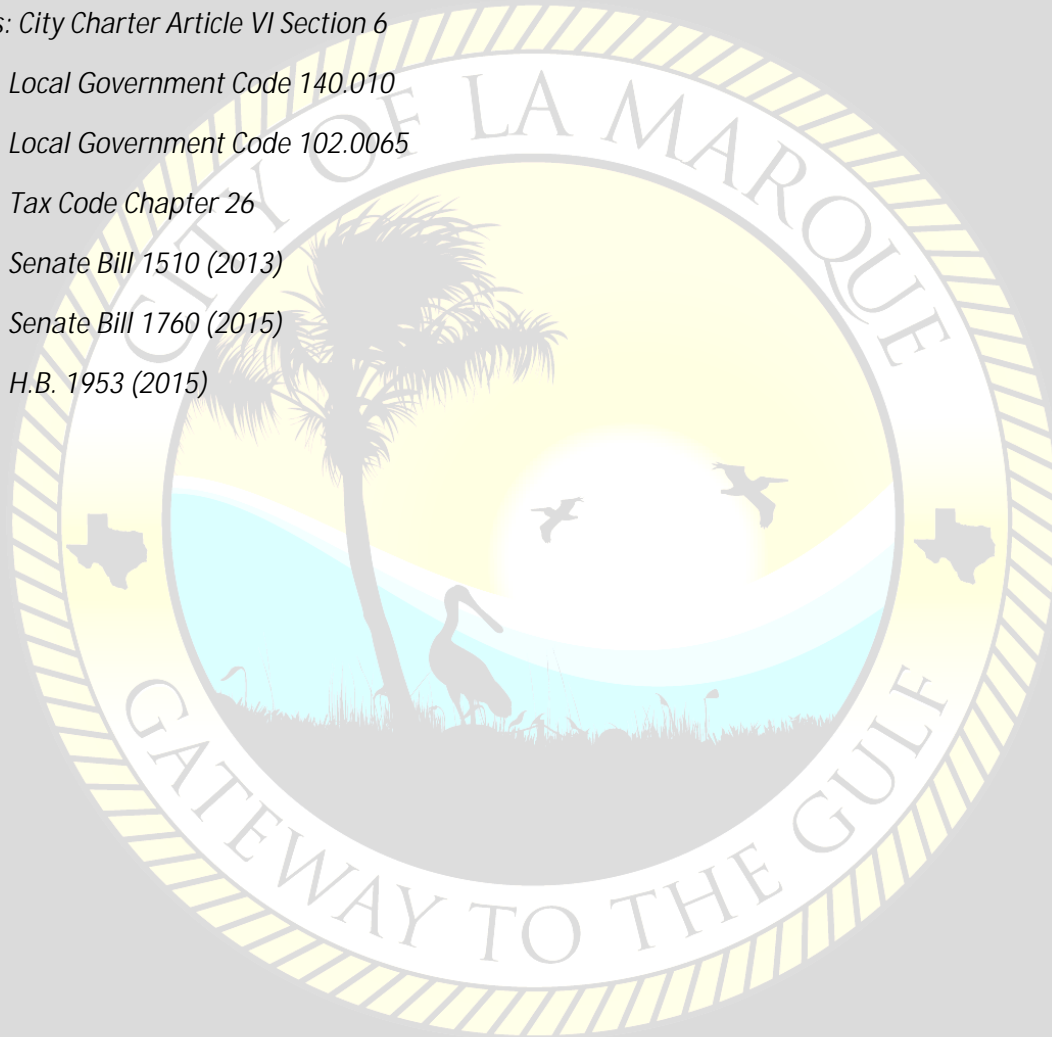 s: City Charter Article VI Section 6
Local Government Code 140.010
Local Government Code 102.0065
Tax Code Chapter 26
Senate Bill 1510 (2013)
Senate Bill 1760 (2015)
H.B. 1953 (2015)
CITY OF LA MARQUE
GATEWAY TO THE GULF